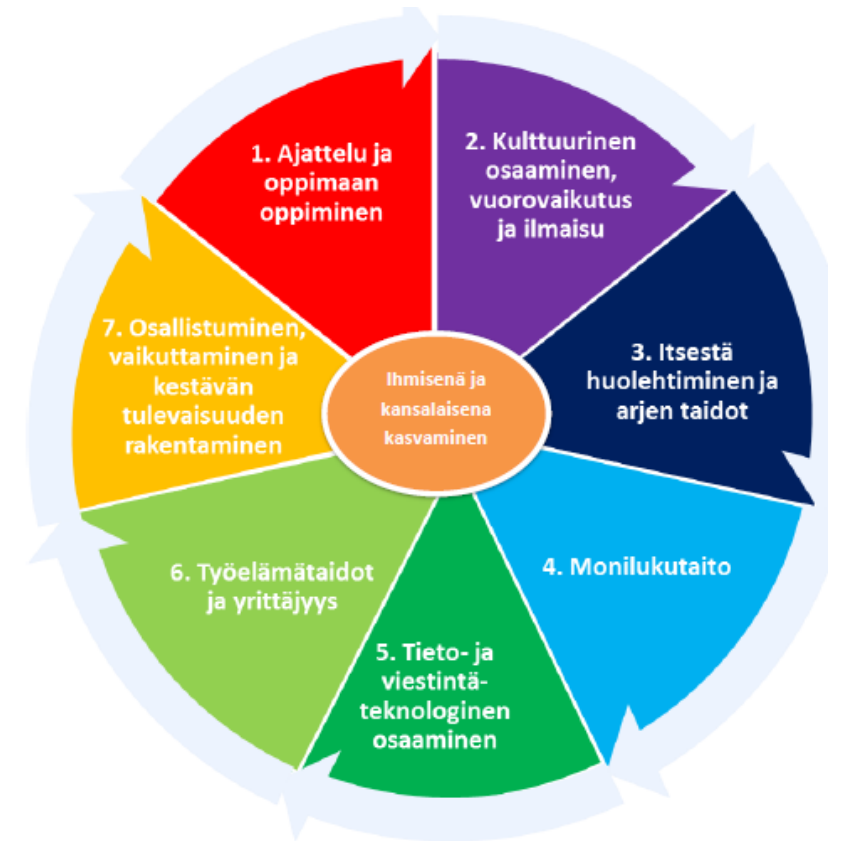 1. Ajattelu ja
oppimaan
oppiminen
2. Kulttuurinen
osaaminen,
vuorovaikutus
ja ilmaisu
3. Itsestä
huolehtiminen ja
arjen taidot
4. Monilukutaito
5. Tieto- ja
viestintä-
teknologinen
osaaminen
6. Työelämätaidot
ja yrittäjyys
7. Osallistuminen,
vaikuttaminen ja
kestävän
tulevaisuuden
rakentaminen
Ihmisenä ja
kansalaisena
kasvaminen